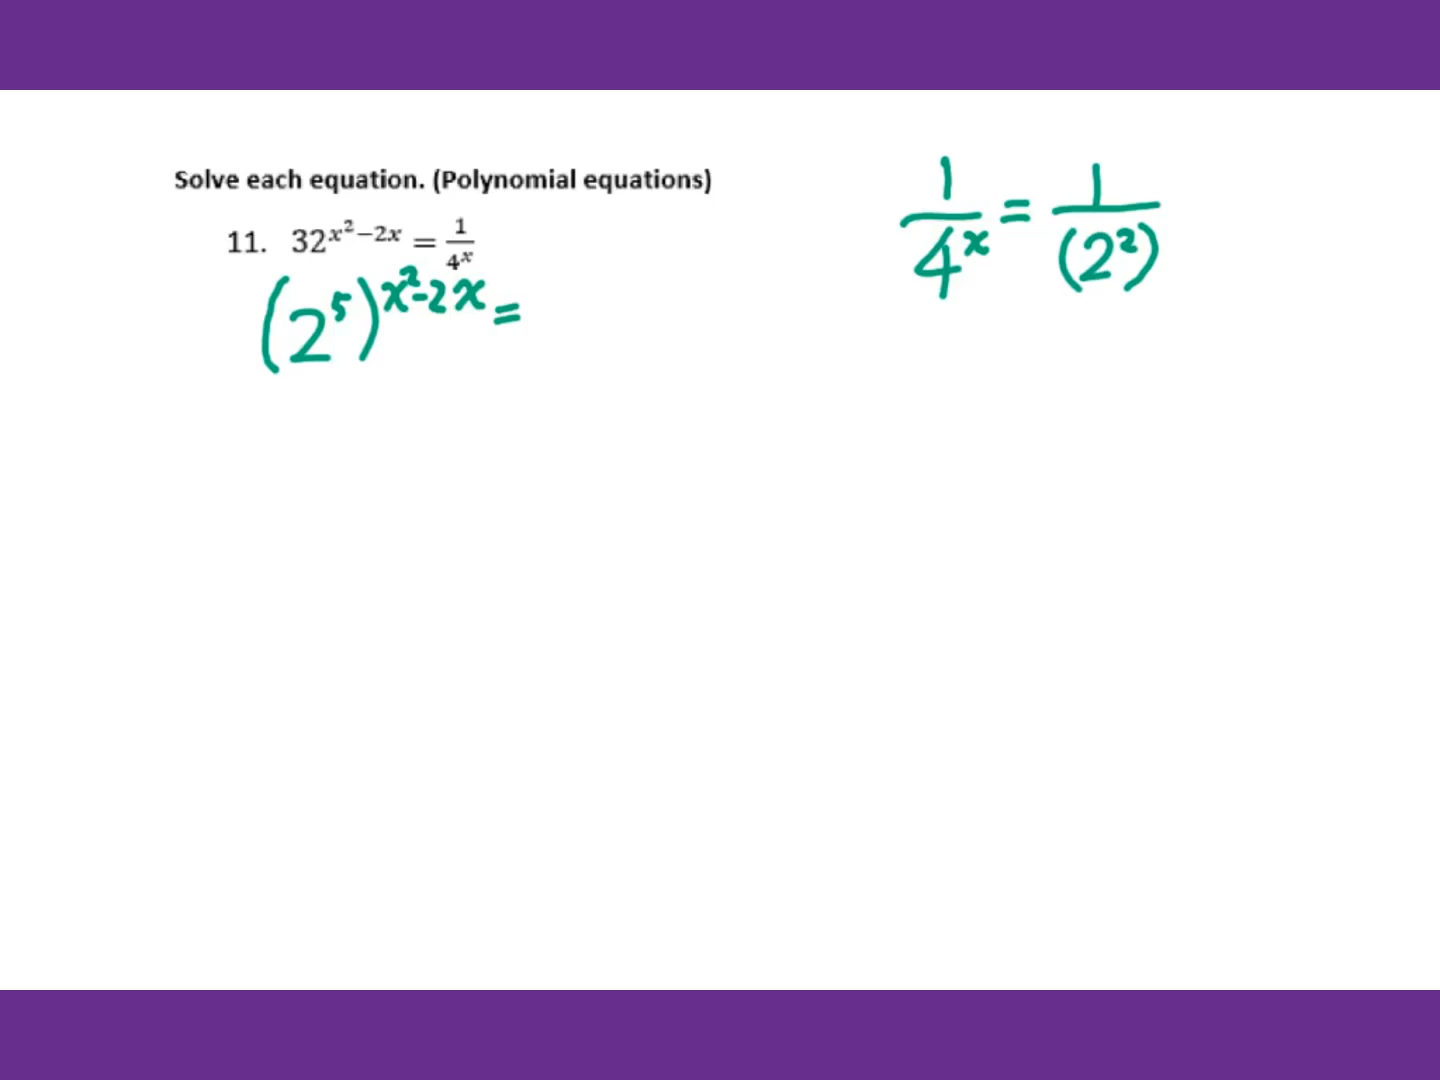 Solve each equation. (Polynomial equations)
11. 32^{x²−2x} = 1/4^x
(2⁵)^{x²-2x} =
1/4^x = 1/(2²)